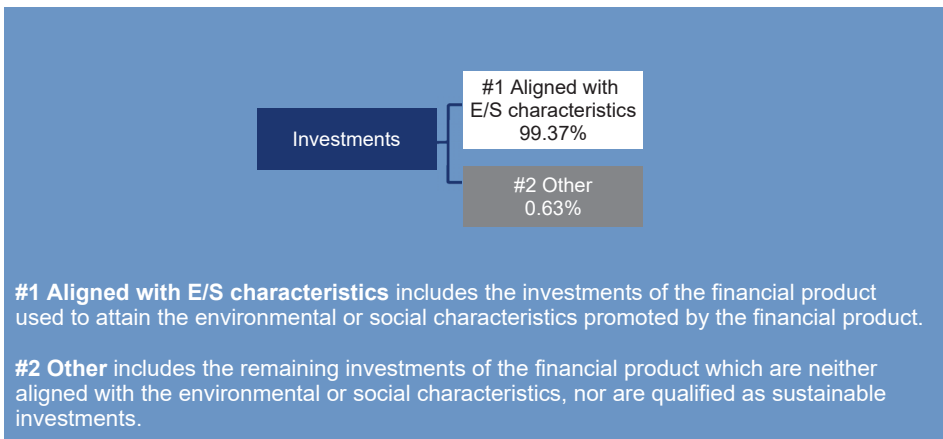 #1 Aligned with
E/S characteristics
99.37%
Investments
#2 Other
0.63%
#1 Aligned with E/S characteristics includes the investments of the financial product
used to attain the environmental or social characteristics promoted by the financial product.
#2 Other includes the remaining investments of the financial product which are neither
aligned with the environmental or social characteristics, nor are qualified as sustainable
investments.